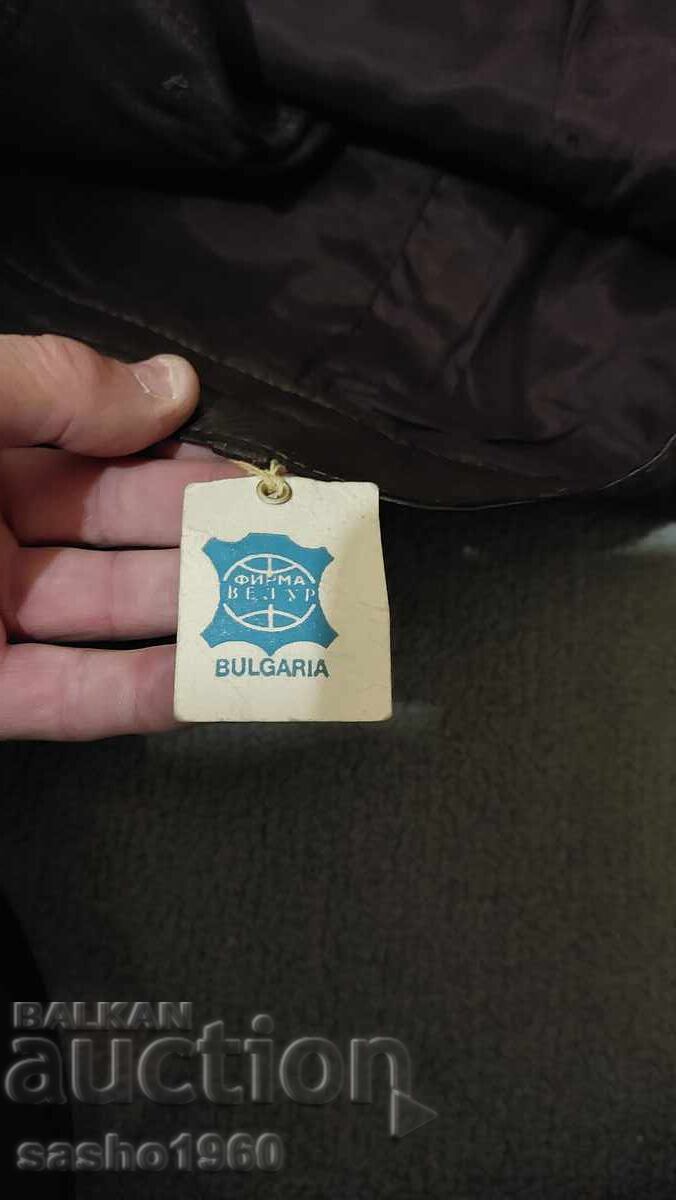 ФИРМА
ВЕЛУР
BULGARIA
BALKAN
auction
sasho1960